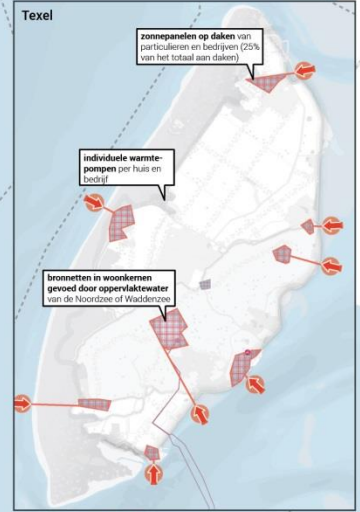 Texel
zonnepanelen op daken van
particulieren en bedrijven (25%
van het totaal aan daken)
individuele warmte-
pompen per huis en
bedrijf
bronnetten in woonkernen
gevoed door oppervlaktewater
van de Noordzee of Waddenzee